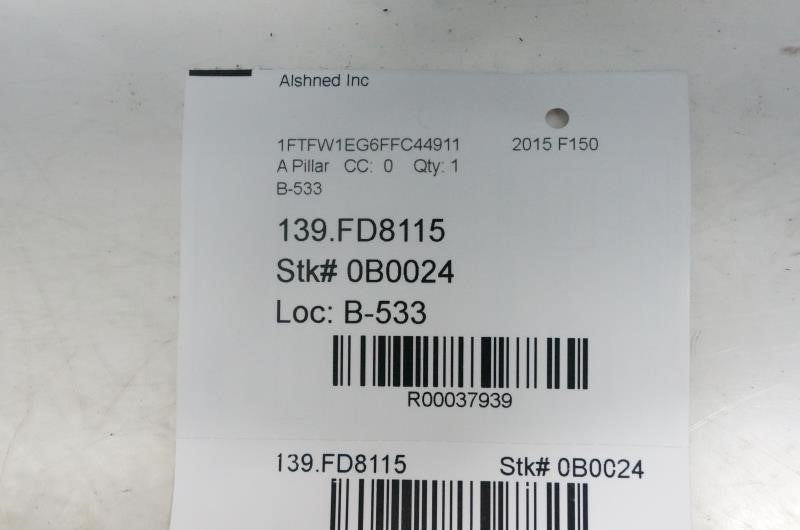 Alshned Inc
1FTFW1EG6FFC44911 2015 F150
A Pillar CC: 0 Qty: 1
B-533
139.FD8115
Stk# 0B0024
Loc: B-533
R00037939
139.FD8115 Stk# 0B0024